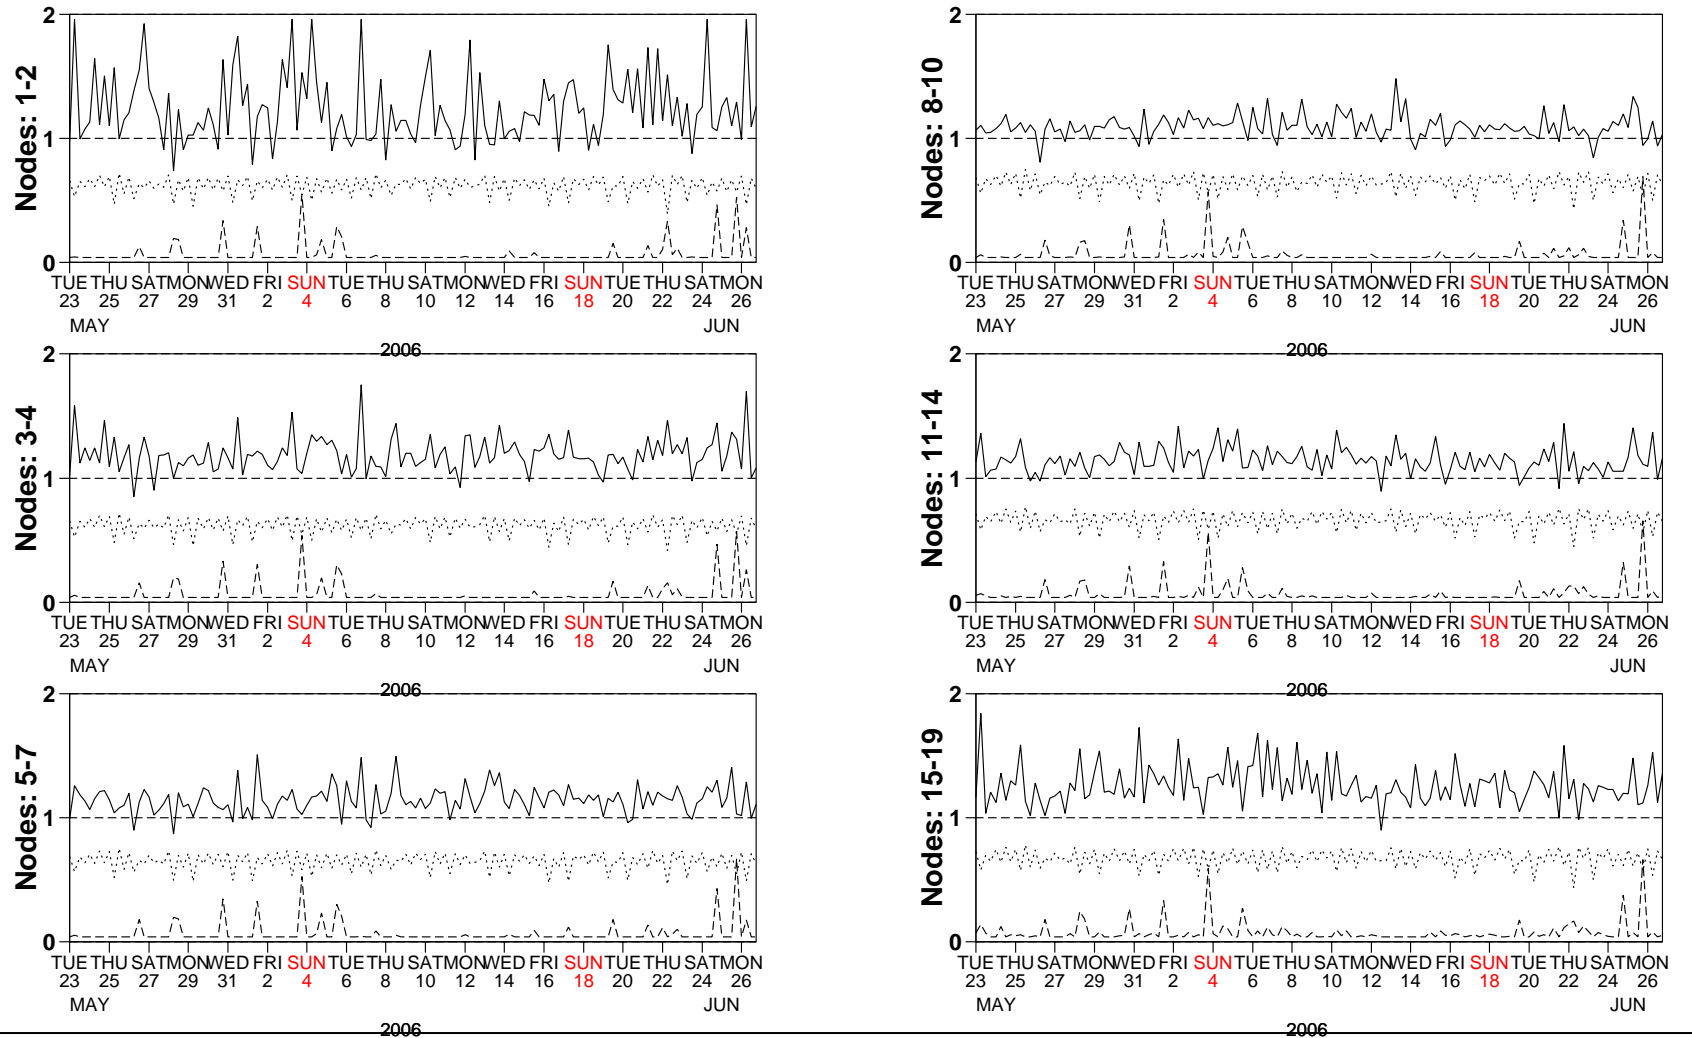 Nodes: 1-2
2
1
0
TUE THU SAT MON WED FRI SUN TUE THU SAT MON WED FRI SUN TUE THU SAT MON
23 25 27 29 31 2 4 6 8 10 12 14 16 18 20 22 24 26
MAY JUN
2006
Nodes: 8-10
2
1
0
TUE THU SAT MON WED FRI SUN TUE THU SAT MON WED FRI SUN TUE THU SAT MON
23 25 27 29 31 2 4 6 8 10 12 14 16 18 20 22 24 26
MAY JUN
2006
Nodes: 3-4
2
1
0
TUE THU SAT MON WED FRI SUN TUE THU SAT MON WED FRI SUN TUE THU SAT MON
23 25 27 29 31 2 4 6 8 10 12 14 16 18 20 22 24 26
MAY JUN
2006
Nodes: 11-14
2
1
0
TUE THU SAT MON WED FRI SUN TUE THU SAT MON WED FRI SUN TUE THU SAT MON
23 25 27 29 31 2 4 6 8 10 12 14 16 18 20 22 24 26
MAY JUN
2006
Nodes: 5-7
2
1
0
TUE THU SAT MON WED FRI SUN TUE THU SAT MON WED FRI SUN TUE THU SAT MON
23 25 27 29 31 2 4 6 8 10 12 14 16 18 20 22 24 26
MAY JUN
2006
Nodes: 15-19
2
1
0
TUE THU SAT MON WED FRI SUN TUE THU SAT MON WED FRI SUN TUE THU SAT MON
23 25 27 29 31 2 4 6 8 10 12 14 16 18 20 22 24 26
MAY JUN
2006